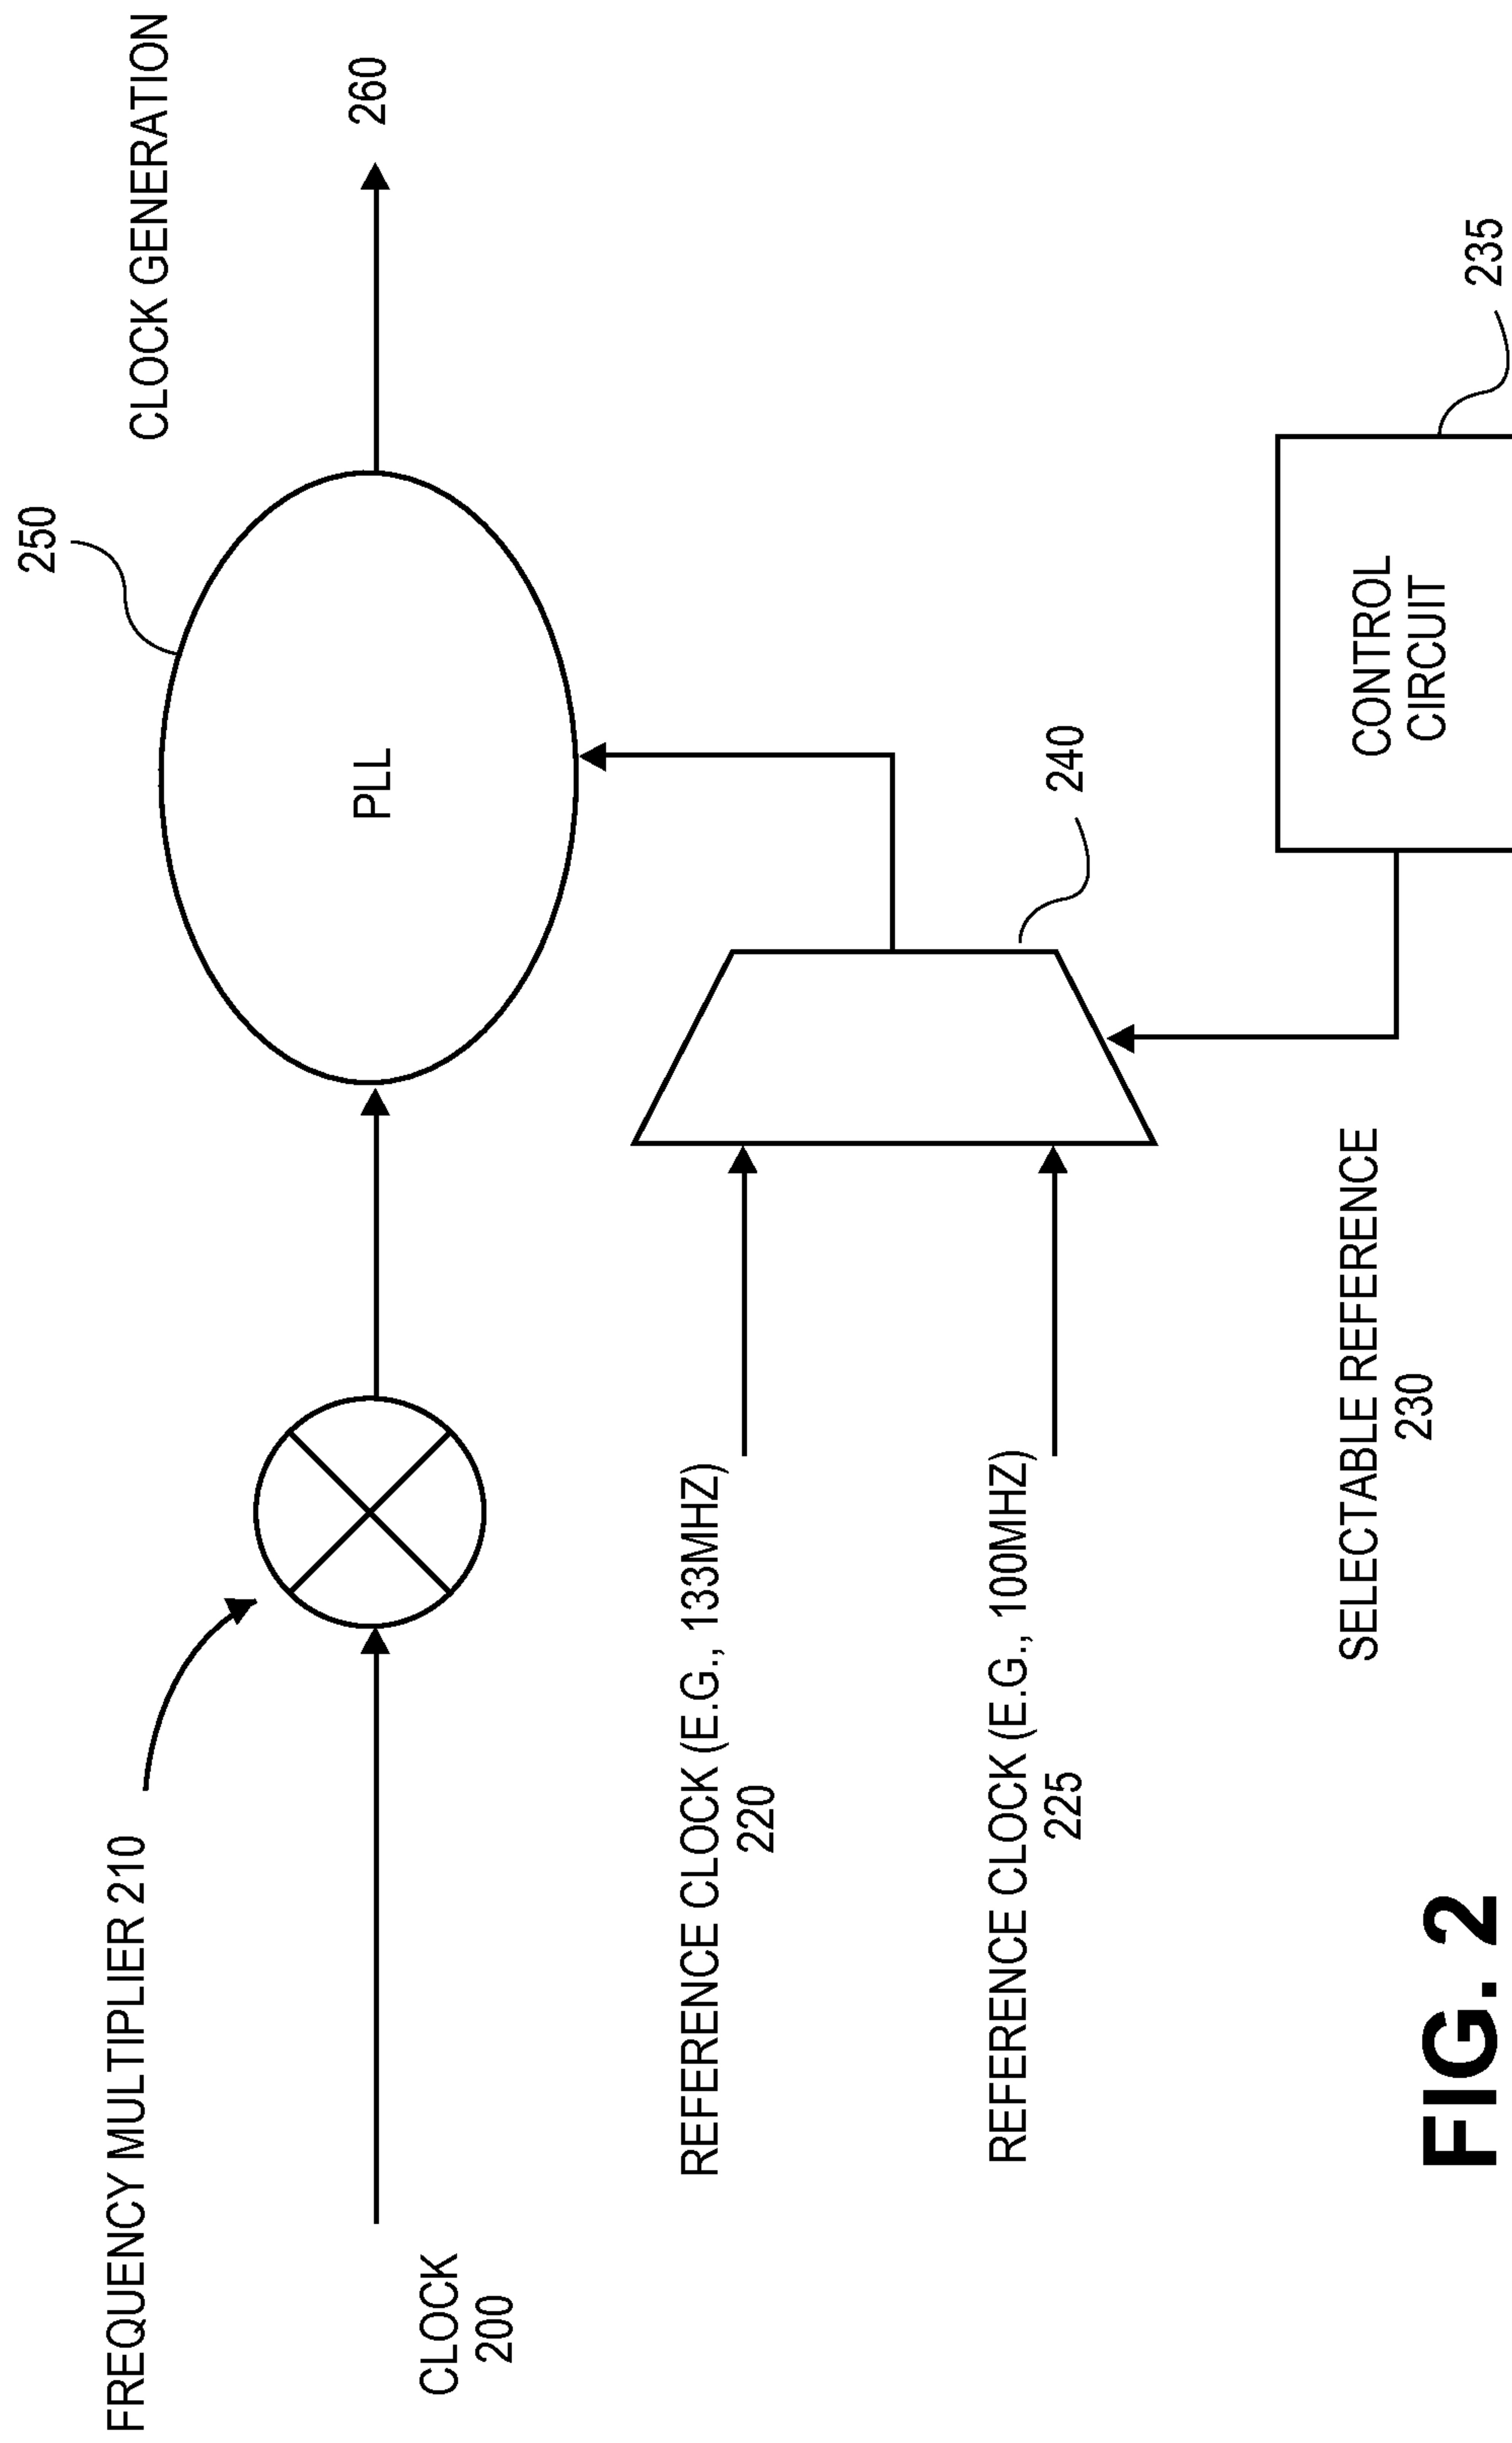 CLOCK GENERATION
250
260
PLL
FREQUENCY MULTIPLIER 210
CLOCK
200
REFERENCE CLOCK (E.G., 133MHZ)
220
240
REFERENCE CLOCK (E.G., 100MHZ)
225
SELECTABLE REFERENCE
230
CONTROL
CIRCUIT
235
FIG. 2